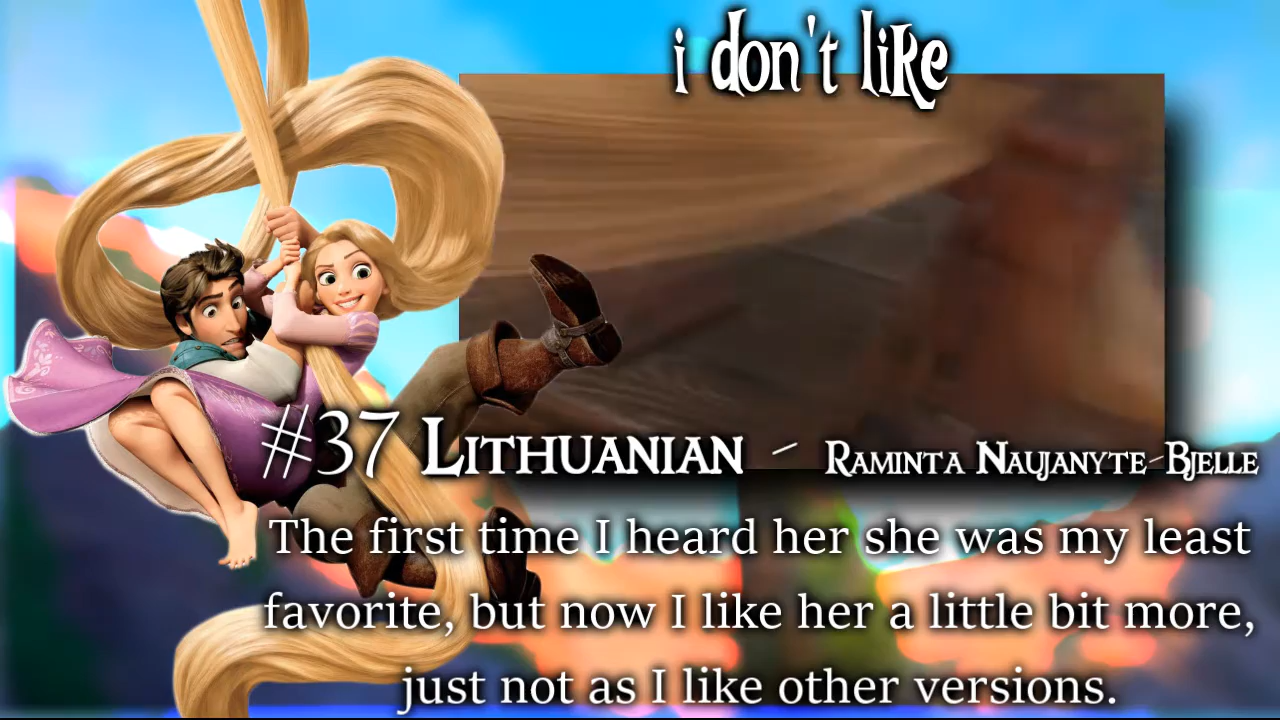 i don't like
#37 Lithuanian - Raminta Naujanyte-Bjelle
The first time I heard her she was my least
favorite, but now I like her a little bit more,
just not as I like other versions.